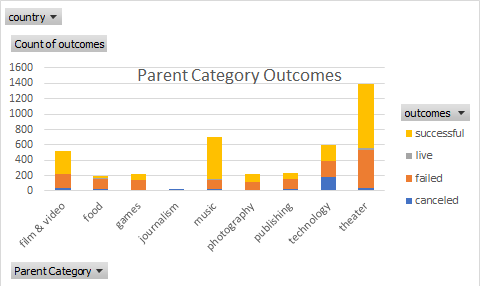 country
Count of outcomes
Parent Category Outcomes
1600
1400
1200
1000
800
600
400
200
0
film & video
food
games
journalism
music
photography
publishing
technology
theater
outcomes
successful
live
failed
canceled
Parent Category